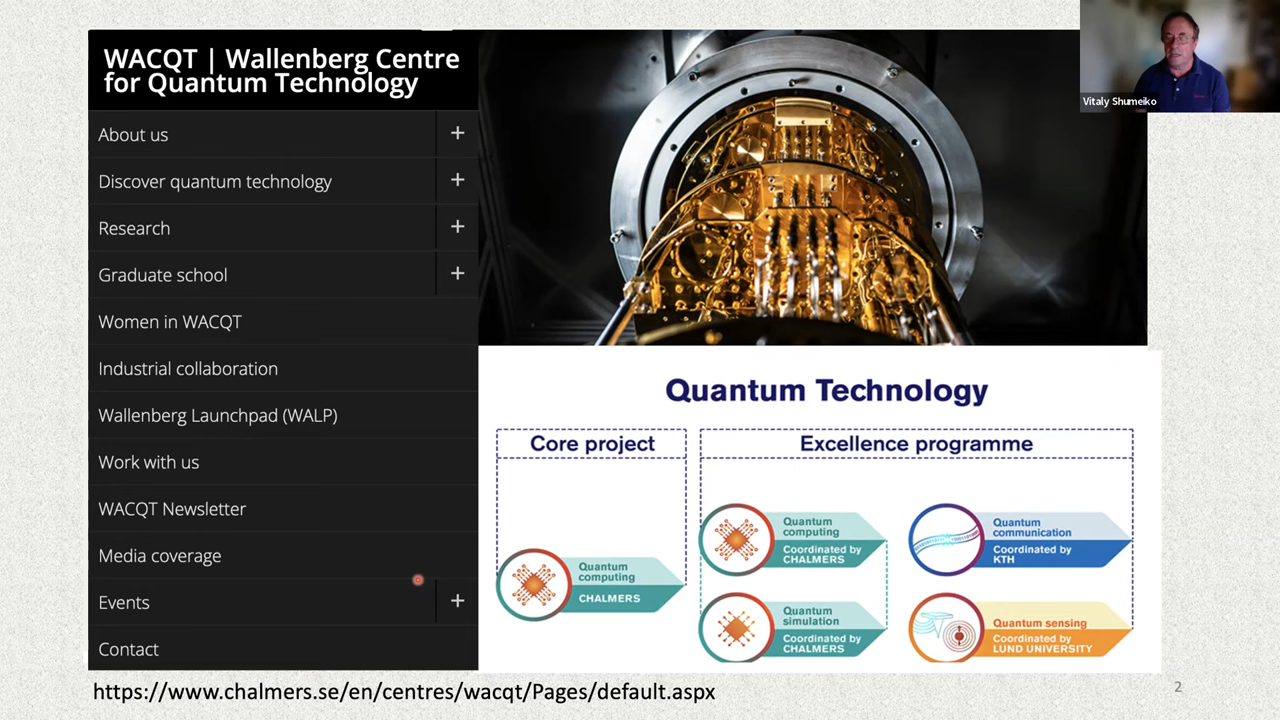 WACQT | Wallenberg Centre
for Quantum Technology
About us
+
Discover quantum technology
+
Research
+
Graduate school
+
Women in WACQT
Industrial collaboration
Wallenberg Launchpad (WALP)
Work with us
WACQT Newsletter
Media coverage
Events
+
Contact
Vitaly Shumeiko
Quantum Technology
Core project
Quantum
computing
CHALMERS
Excellence programme
Quantum
computing
Coordinated by
CHALMERS
Quantum
communication
Coordinated by
KTH
Quantum
simulation
Coordinated by
CHALMERS
Quantum sensing
Coordinated by
LUND UNIVERSITY
https://www.chalmers.se/en/centres/wacqt/Pages/default.aspx
2